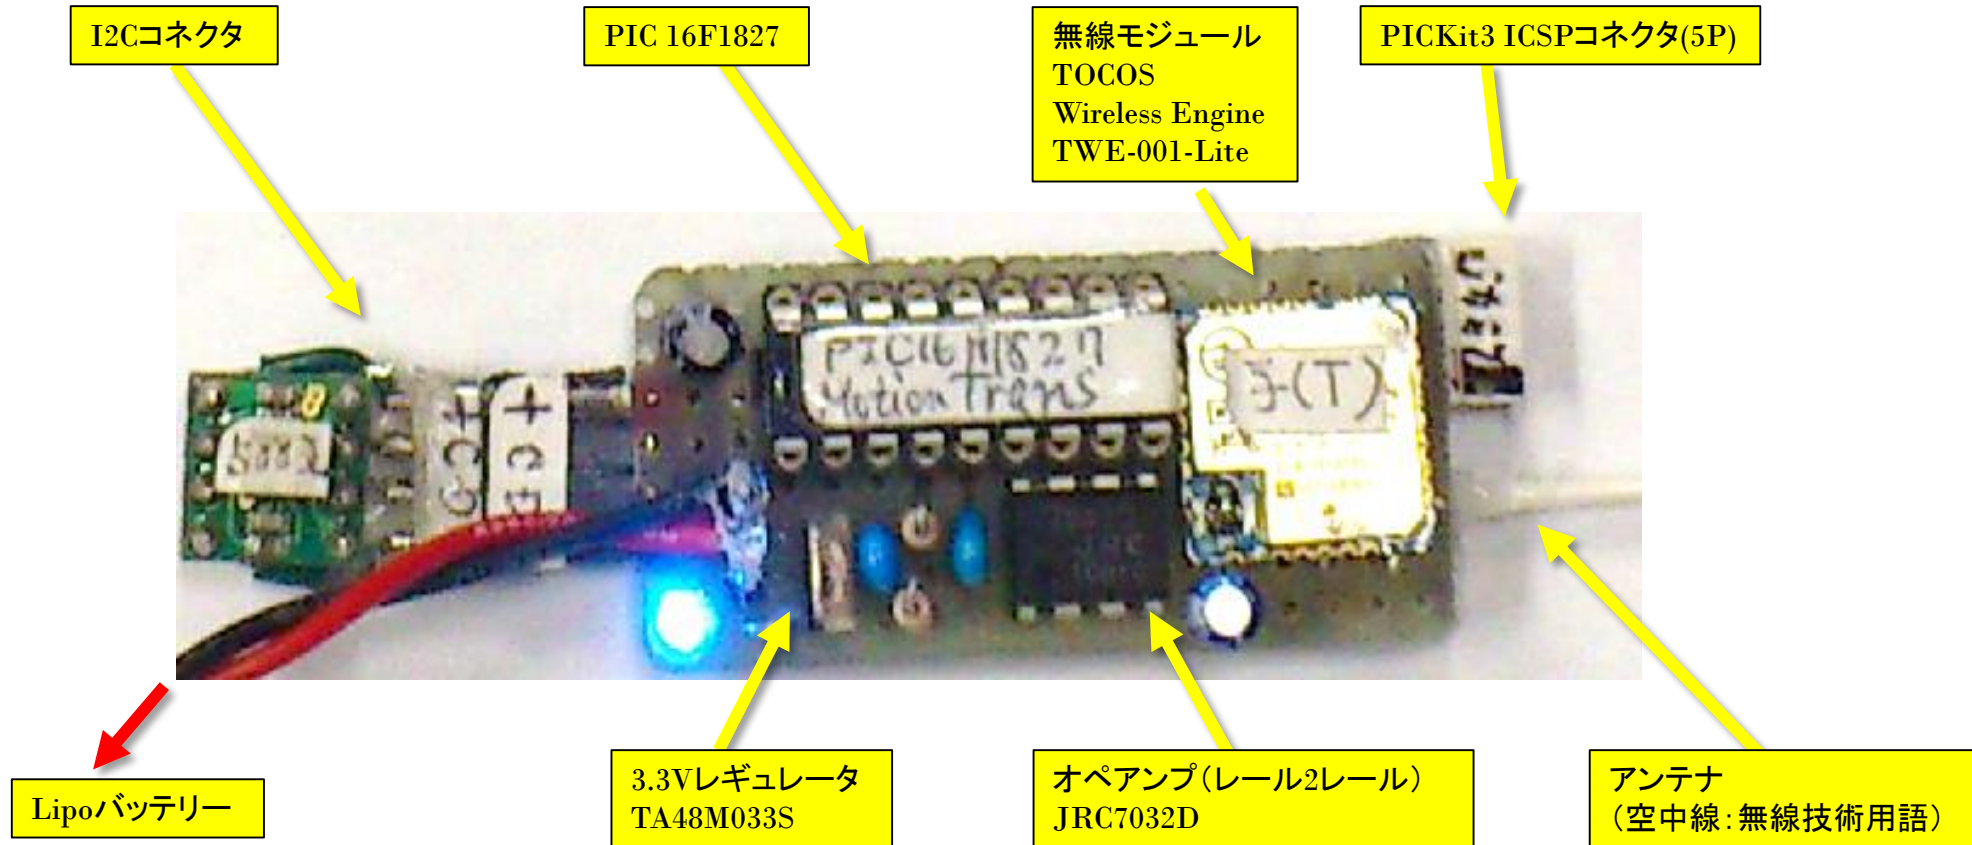 I2Cコネクタ
PIC 16F1827
無線モジュール
TOCOS
Wireless Engine
TWE-001-Lite
PICKit3 ICSPコネクタ(5P)
PIC16F1827
Motion Trans
子(T)
+CD
+CD
Lipoバッテリー
3.3Vレギュレータ
TA48M033S
オペアンプ（レール2レール）
JRC7032D
アンテナ
（空中線：無線技術用語）